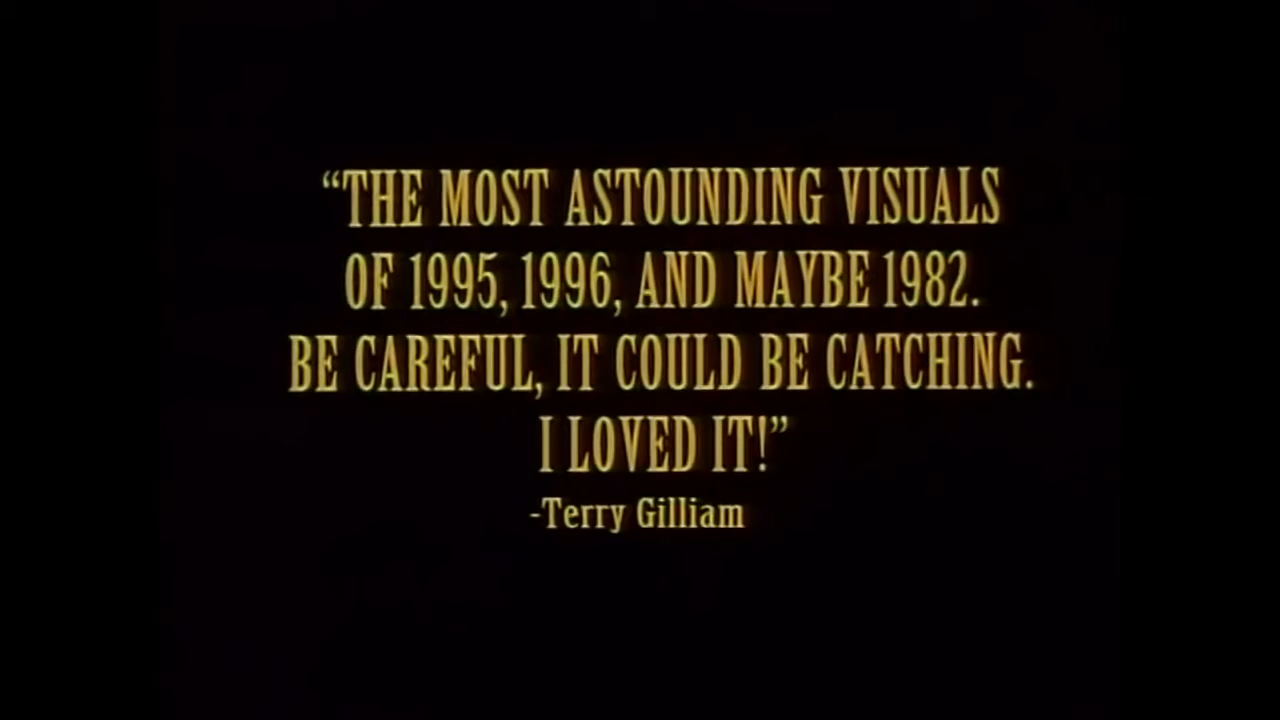 “THE MOST ASTOUNDING VISUALS
OF 1995, 1996, AND MAYBE 1982.
BE CAREFUL, IT COULD BE CATCHING.
I LOVED IT!”
-Terry Gilliam